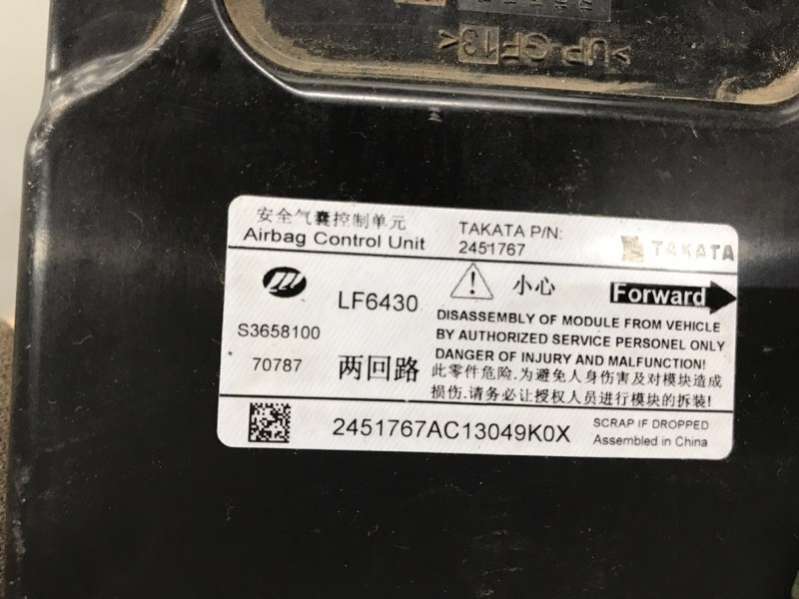 >UP GF13<
安全气囊控制单元
Airbag Control Unit
TAKATA P/N:
2451767
TAKATA
LF6430
小心
Forward
S3658100
70787
两回路
DISASSEMBLY OF MODULE FROM VEHICLE
BY AUTHORIZED SERVICE PERSONEL ONLY
DANGER OF INJURY AND MALFUNCTION!
此零件危险.为避免人身伤害及对模块造成
损伤.请务必让授权人员进行模块的拆装!
2451767AC13049K0X
SCRAP IF DROPPED
Assembled in China